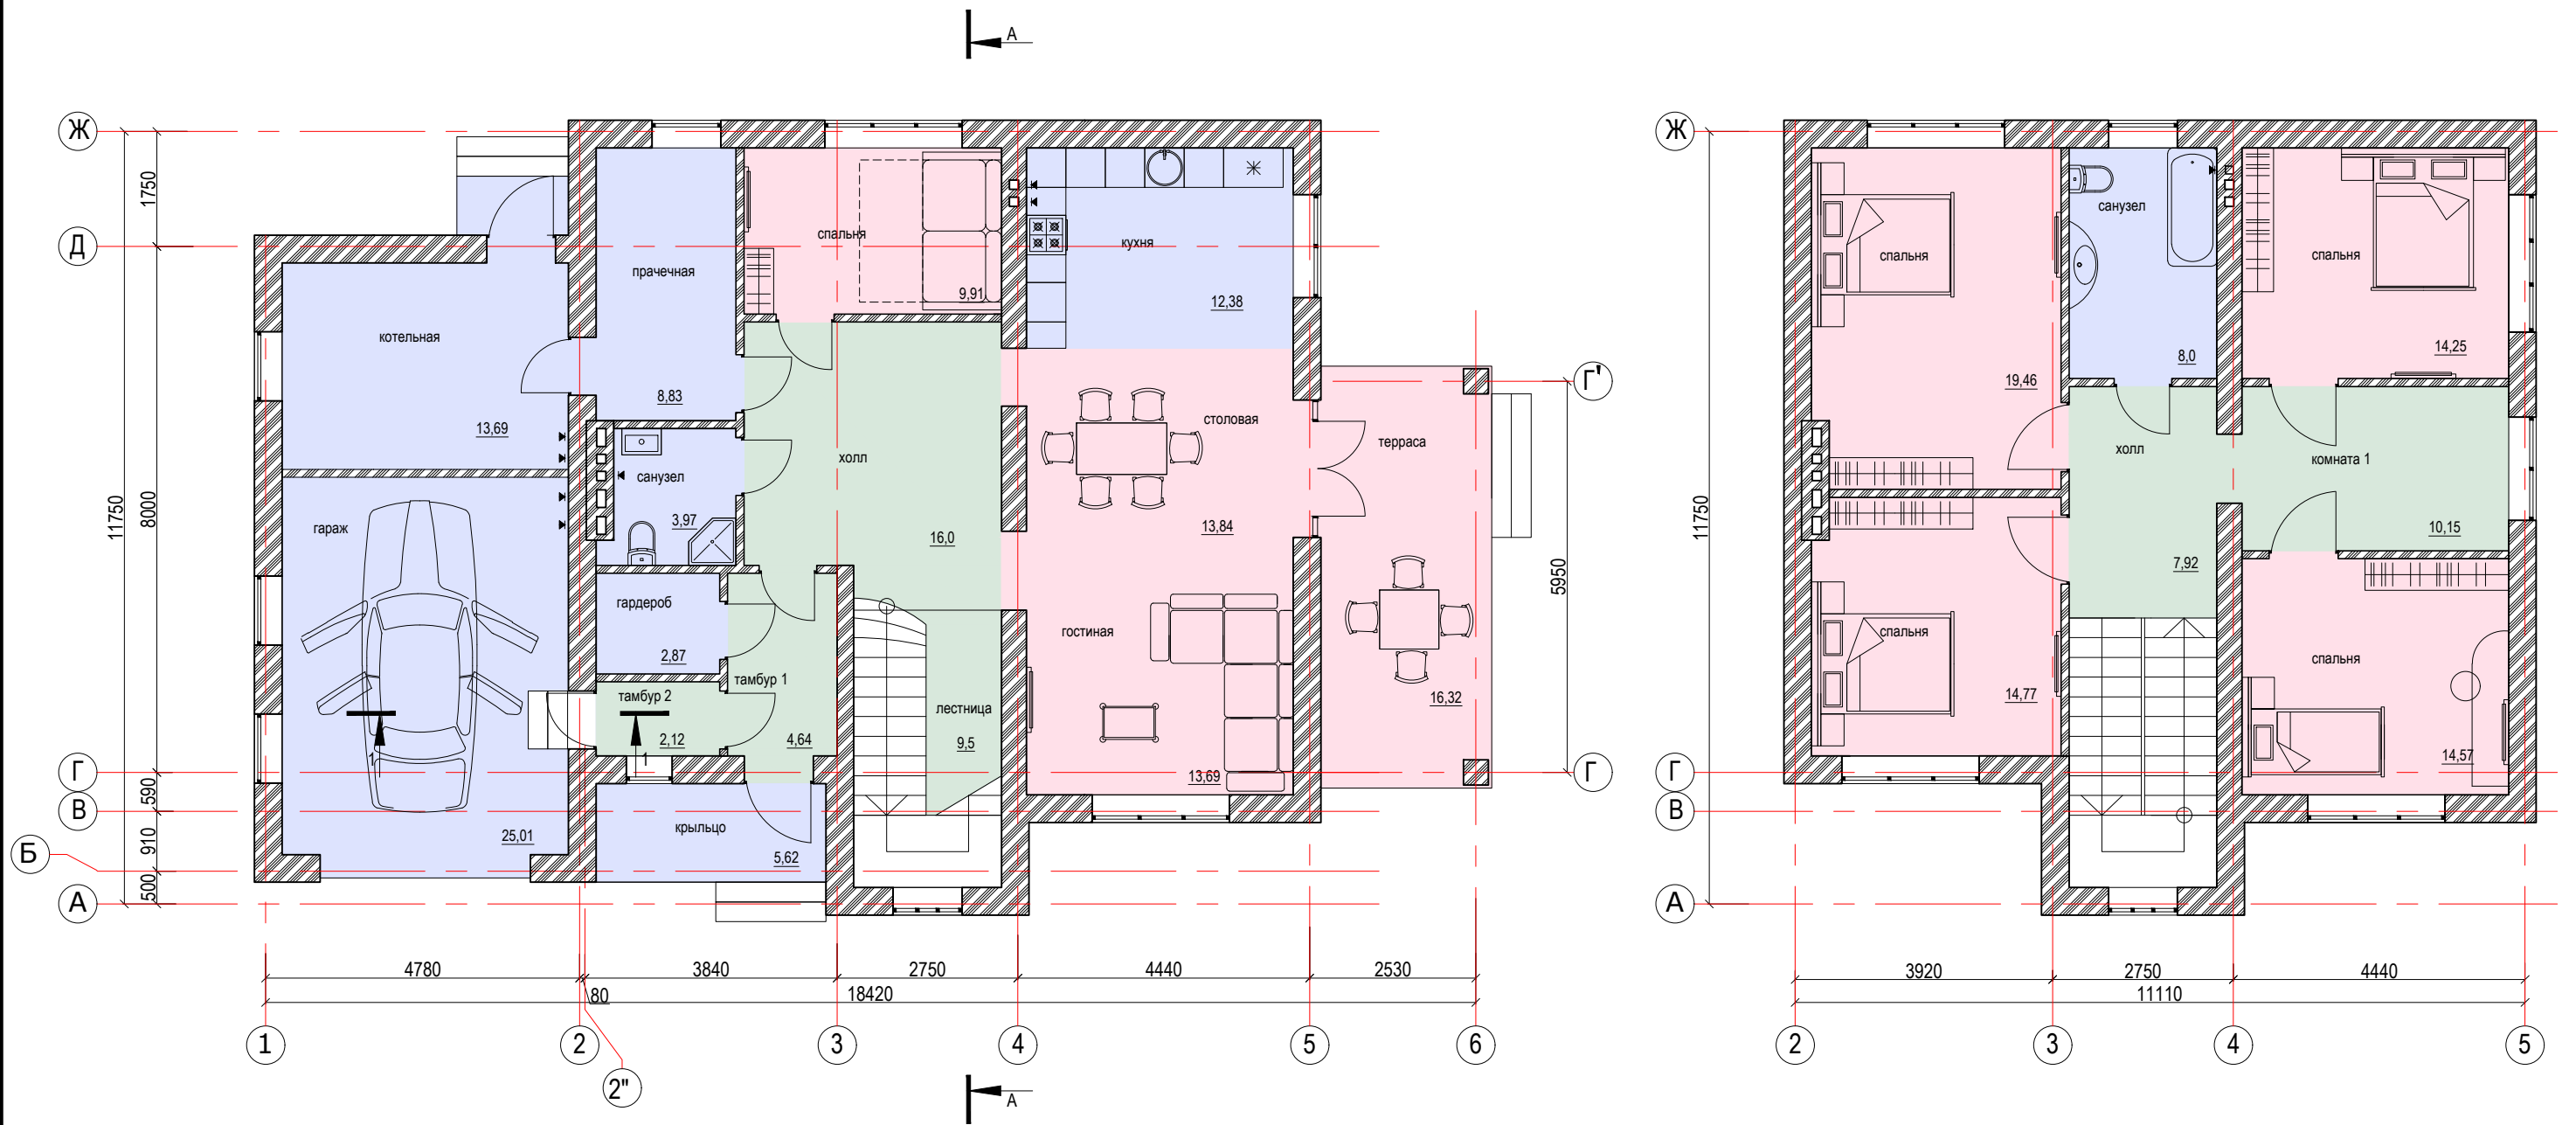 А
Ж
Д
Г
В
Б
А
1750
8000
11750
590
910
500
котельная
13,69
гараж
25,01
прачечная
8,83
спальня
9,91
кухня
12,38
санузел
3,97
холл
16,0
столовая
13,84
терраса
16,32
гардероб
2,87
тамбур 1
4,64
тамбур 2
2,12
лестница
9,5
гостиная
13,69
крыльцо
5,62
1
1
Г'
5950
Г
4780
80
3840
2750
4440
2530
18420
1
2
2"
3
4
5
6
А
Ж
Г
В
А
11750
спальня
19,46
санузел
8,0
спальня
14,25
холл
7,92
комната 1
10,15
спальня
14,77
спальня
14,57
3920
2750
4440
11110
2
3
4
5